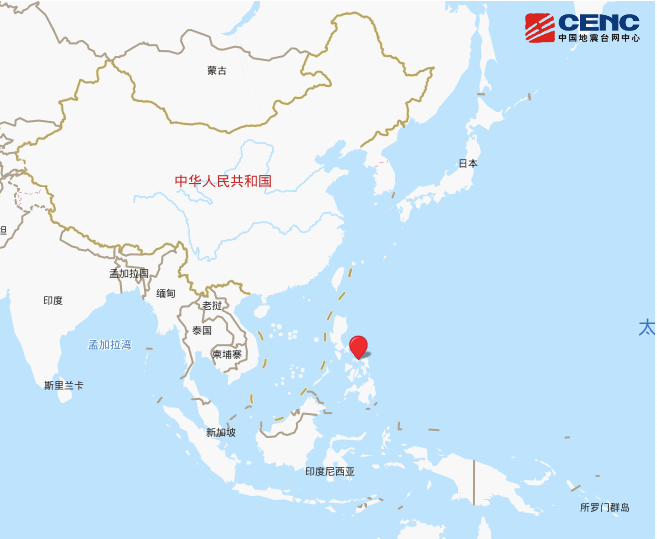 CENC
中国地震台网中心
蒙古
日本
中华人民共和国
坦
孟加拉国
缅甸
印度
老挝
泰国
太
孟加拉湾
柬埔寨
斯里兰卡
新加坡
印度尼西亚
所罗门群岛